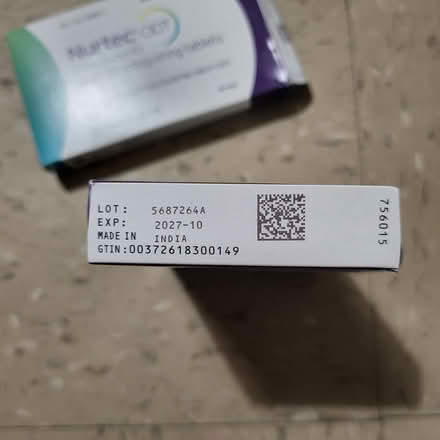 Nurtec ODT
LOT: 5687264A
EXP: 2027-10
MADE IN INDIA
GTIN:00372618300149
756015